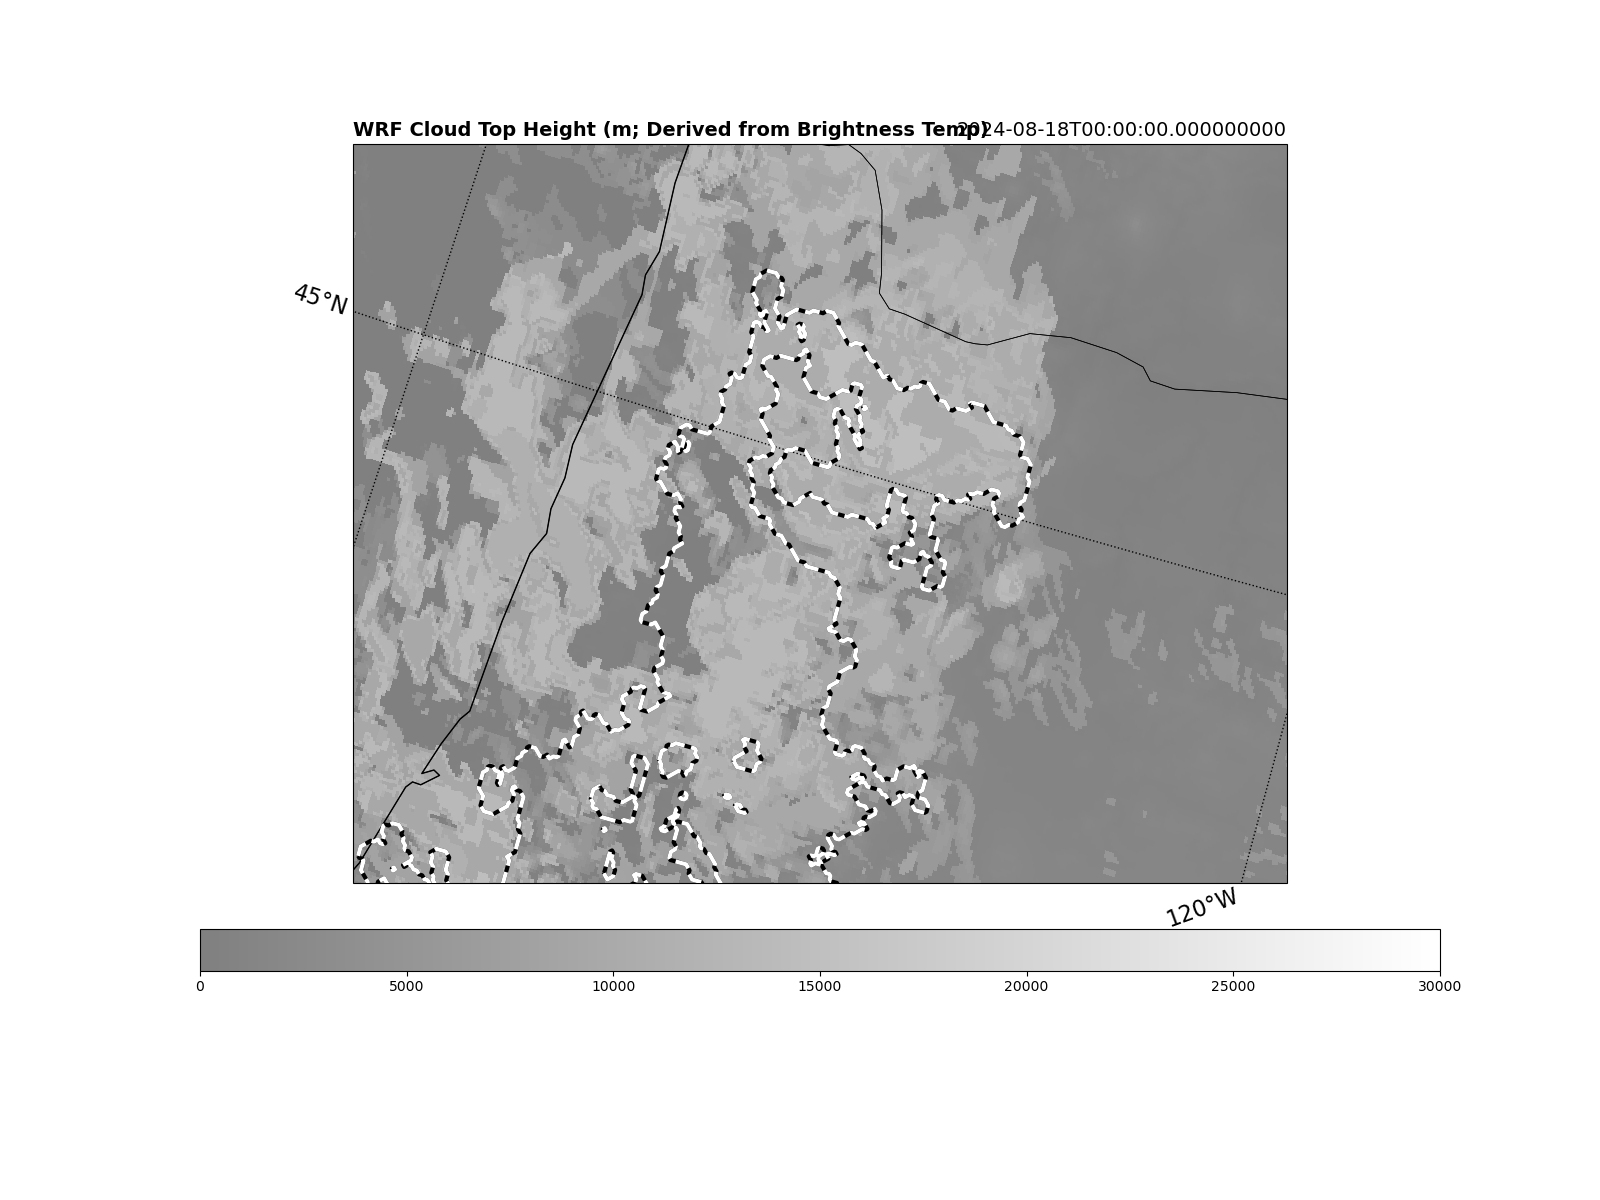 WRF Cloud Top Height (m; Derived from Brightness Temp) 2024-08-18T00:00:00.000000000
45°N
120°W
0 5000 10000 15000 20000 25000 30000